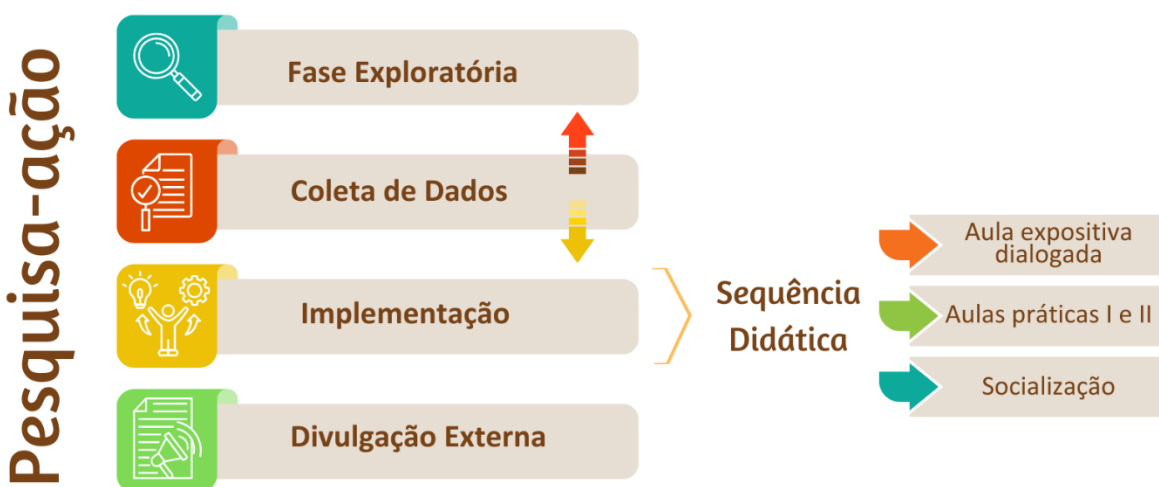 Pesquisa-ação
Fase Exploratória
Coleta de Dados
Implementação
Divulgação Externa
Sequência
Didática
Aula expositiva
dialogada
Aulas práticas I e II
Socialização